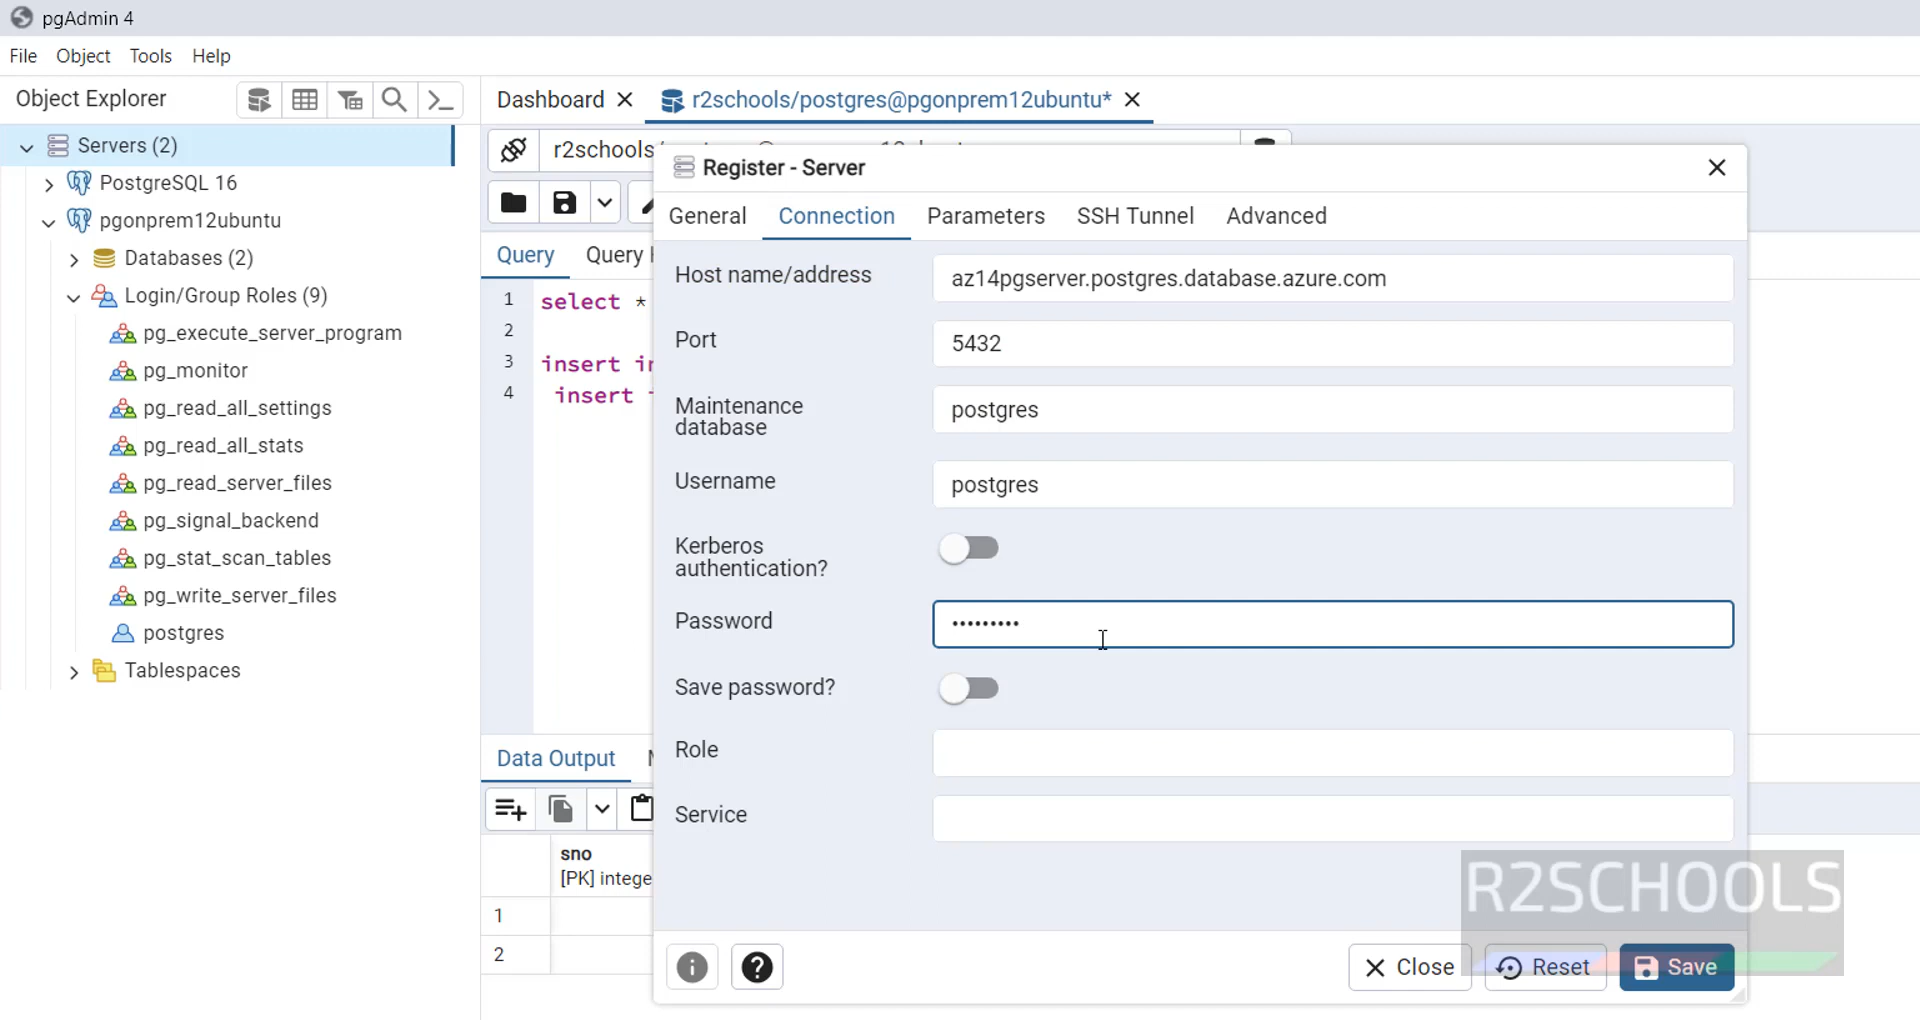 pgAdmin 4
File Object Tools Help
Object Explorer
Servers (2)
PostgreSQL 16
pgonprem12ubuntu
Databases (2)
Login/Group Roles (9)
pg_execute_server_program
pg_monitor
pg_read_all_settings
pg_read_all_stats
pg_read_server_files
pg_signal_backend
pg_stat_scan_tables
pg_write_server_files
postgres
Tablespaces
Dashboard
r2schools/postgres@pgonprem12ubuntu*
r2schools
Query
Query
1 select *
2
3 insert
4 insert
Data Output
sno
[PK] intege
1
2
Register - Server
General Connection Parameters SSH Tunnel Advanced
Host name/address
az14pgserver.postgres.database.azure.com
Port
5432
Maintenance
database
postgres
Username
postgres
Kerberos
authentication?
Password
•••••••••
Save password?
Role
Service
R2SCHOOLS
Close
Reset
Save